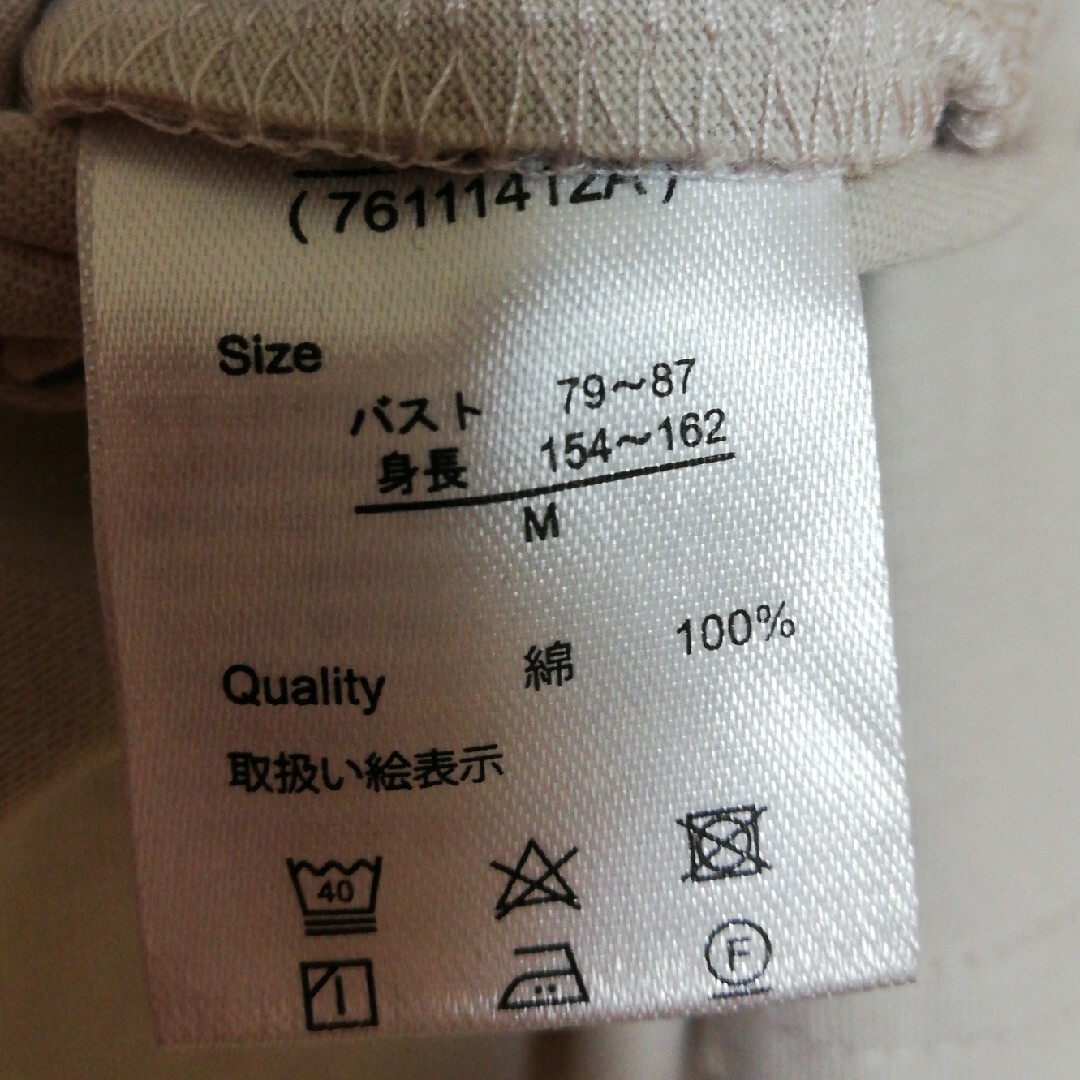 (76111412A)
Size
バスト 79～87
身長 154～162
M
Quality 綿 100%
取扱い絵表示
40
F